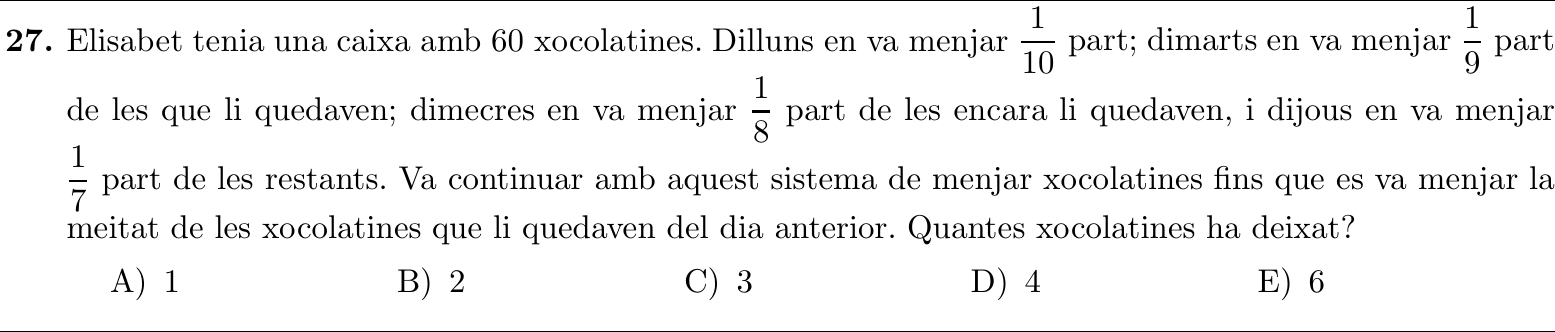 27. Elisabet tenia una caixa amb 60 xocolatines. Dilluns en va menjar 1/10 part; dimarts en va menjar 1/9 part
de les que li quedaven; dimecres en va menjar 1/8 part de les encara li quedaven, i dijous en va menjar
1/7 part de les restants. Va continuar amb aquest sistema de menjar xocolatines fins que es va menjar la
meitat de les xocolatines que li quedaven del dia anterior. Quantes xocolatines ha deixat?
A) 1 B) 2 C) 3 D) 4 E) 6